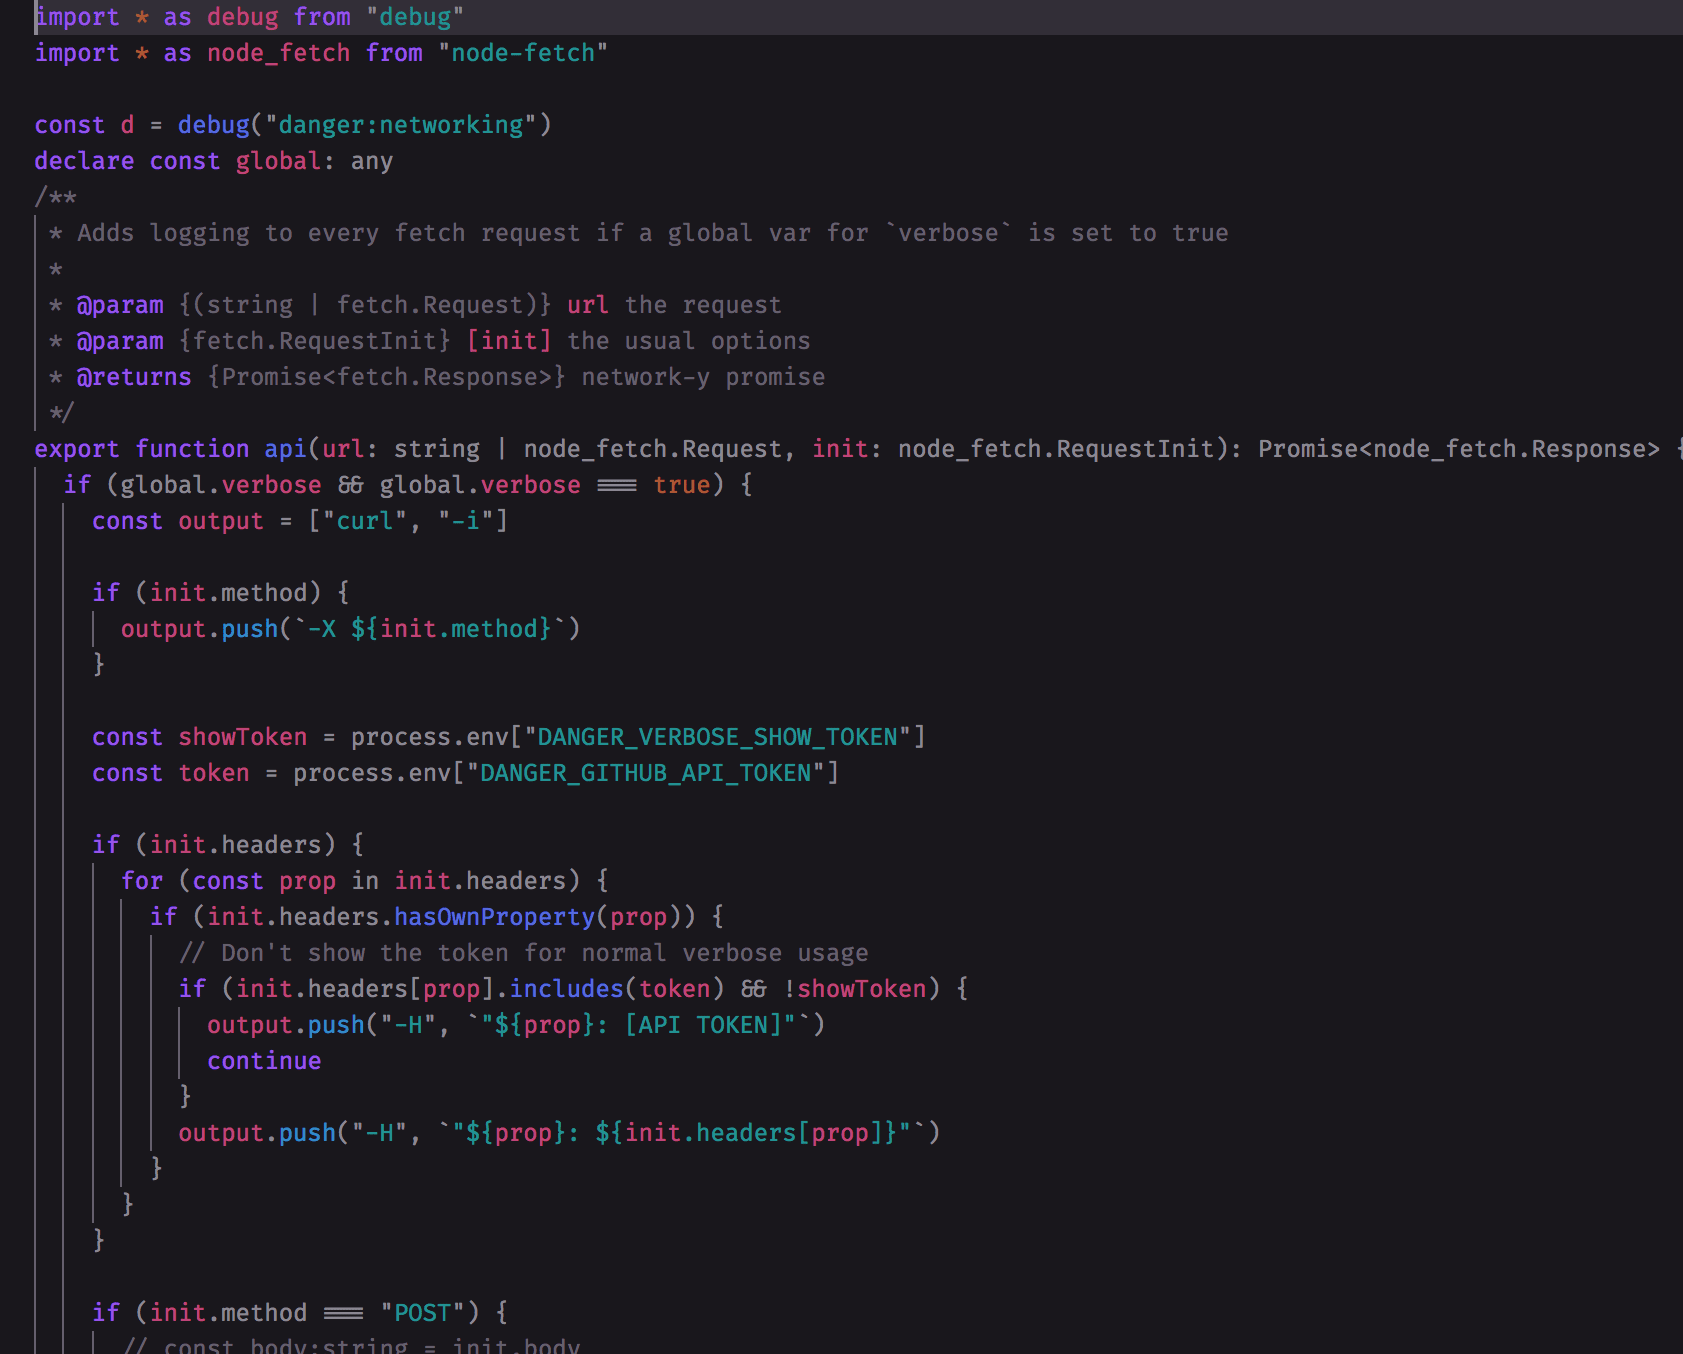 import * as debug from "debug"
import * as node_fetch from "node-fetch"

const d = debug("danger:networking")
declare const global: any
/**
 * Adds logging to every fetch request if a global var for `verbose` is set to true
 *
 * @param {(string | fetch.Request)} url the request
 * @param {fetch.RequestInit} [init] the usual options
 * @returns {Promise<fetch.Response>} network-y promise
 */
export function api(url: string | node_fetch.Request, init: node_fetch.RequestInit): Promise<node_fetch.Response> {
  if (global.verbose && global.verbose === true) {
    const output = ["curl", "-i"]

    if (init.method) {
      output.push(`-X ${init.method}`)
    }

    const showToken = process.env["DANGER_VERBOSE_SHOW_TOKEN"]
    const token = process.env["DANGER_GITHUB_API_TOKEN"]

    if (init.headers) {
      for (const prop in init.headers) {
        if (init.headers.hasOwnProperty(prop)) {
          // Don't show the token for normal verbose usage
          if (init.headers[prop].includes(token) && !showToken) {
            output.push("-H", `"${prop}: [API TOKEN]"`)
            continue
          }
          output.push("-H", `"${prop}: ${init.headers[prop]}"`)
        }
      }
    }

    if (init.method === "POST") {
      // const body:string = init.body